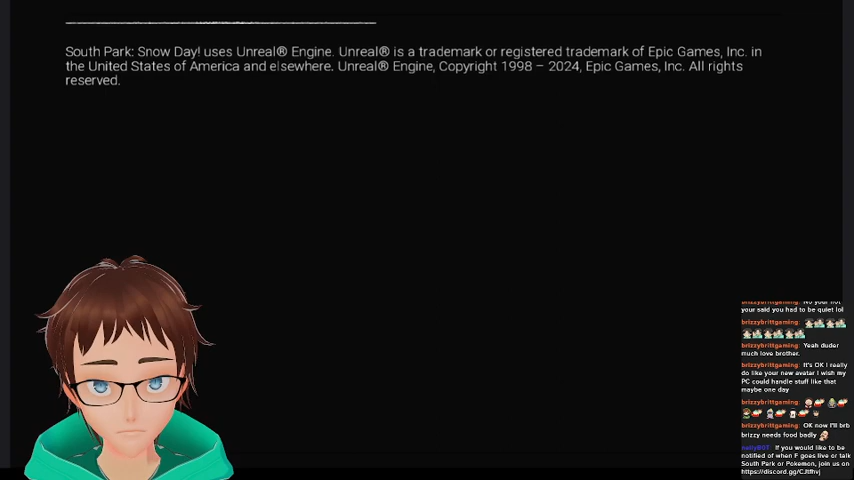 South Park: Snow Day! uses Unreal® Engine. Unreal® is a trademark or registered trademark of Epic Games, Inc. in
the United States of America and elsewhere. Unreal® Engine, Copyright 1998 – 2024, Epic Games, Inc. All rights
reserved.
your said you had to be quiet lol
brizzybrittgaming:
brizzybrittgaming: Yeah duder
much love brother.
brizzybrittgaming: It's OK I really
do like your new avatar I wish my
PC could handle stuff like that
maybe one day
brizzybrittgaming:
brizzybrittgaming: OK now I'll brb
brizzy needs food badly
If you would like to
be notified of when F goes live or talk
South Park or Pokemon, join us on